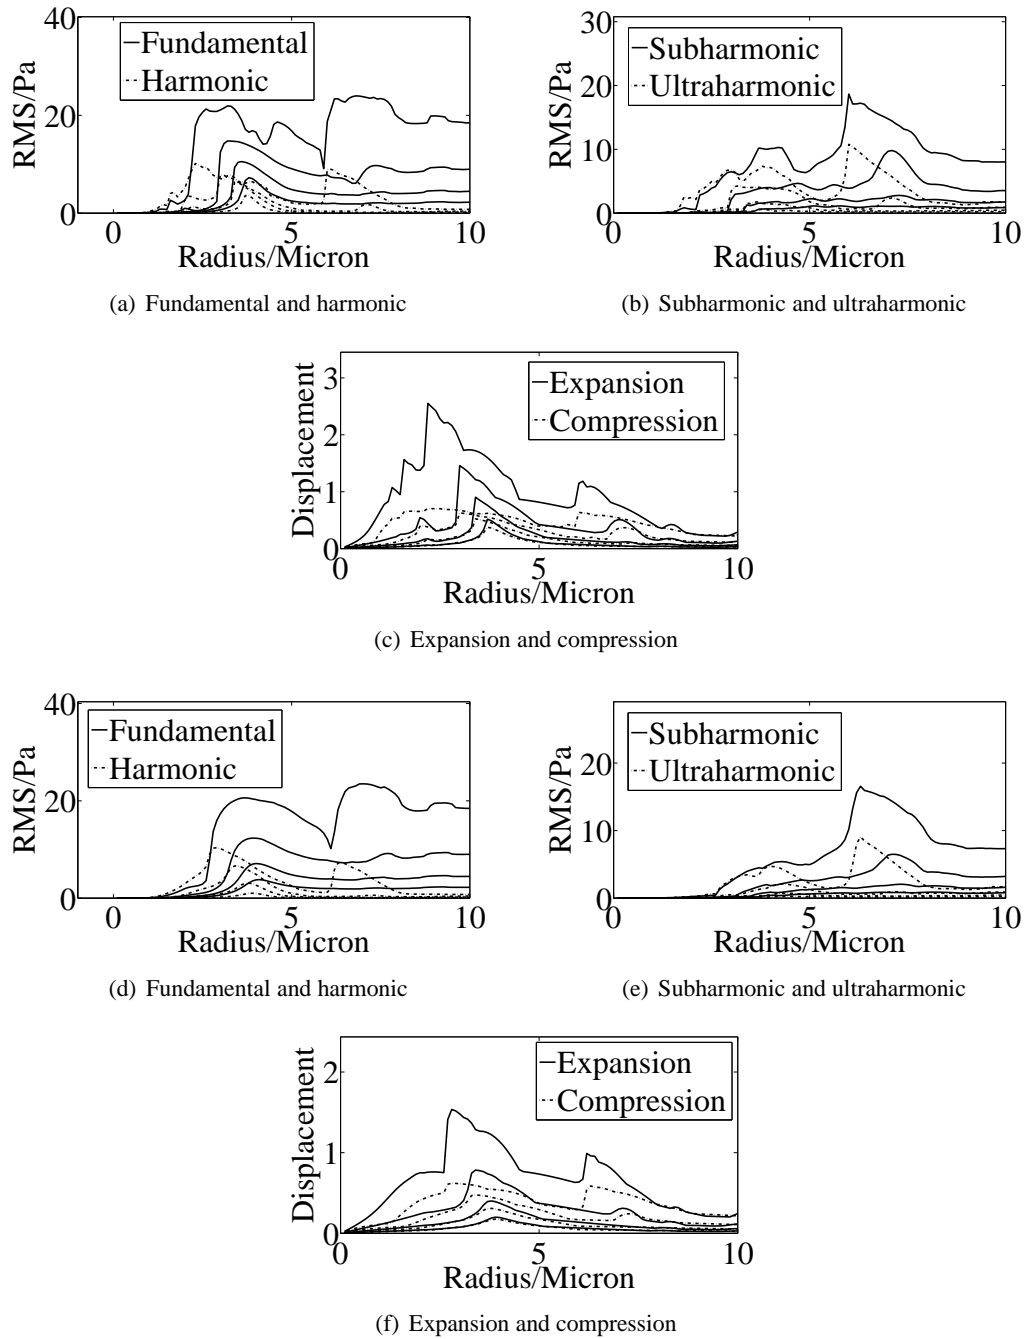 40
20
0
RMS/Pa
Fundamental
Harmonic
0 5 10
Radius/Micron
(a) Fundamental and harmonic
30
20
10
0
RMS/Pa
Subharmonic
Ultraharmonic
0 5 10
Radius/Micron
(b) Subharmonic and ultraharmonic
3
2
1
0
Displacement
Expansion
Compression
0 5 10
Radius/Micron
(c) Expansion and compression
40
20
0
RMS/Pa
Fundamental
Harmonic
0 5 10
Radius/Micron
(d) Fundamental and harmonic
20
10
0
RMS/Pa
Subharmonic
Ultraharmonic
0 5 10
Radius/Micron
(e) Subharmonic and ultraharmonic
2
1
0
Displacement
Expansion
Compression
0 5 10
Radius/Micron
(f) Expansion and compression